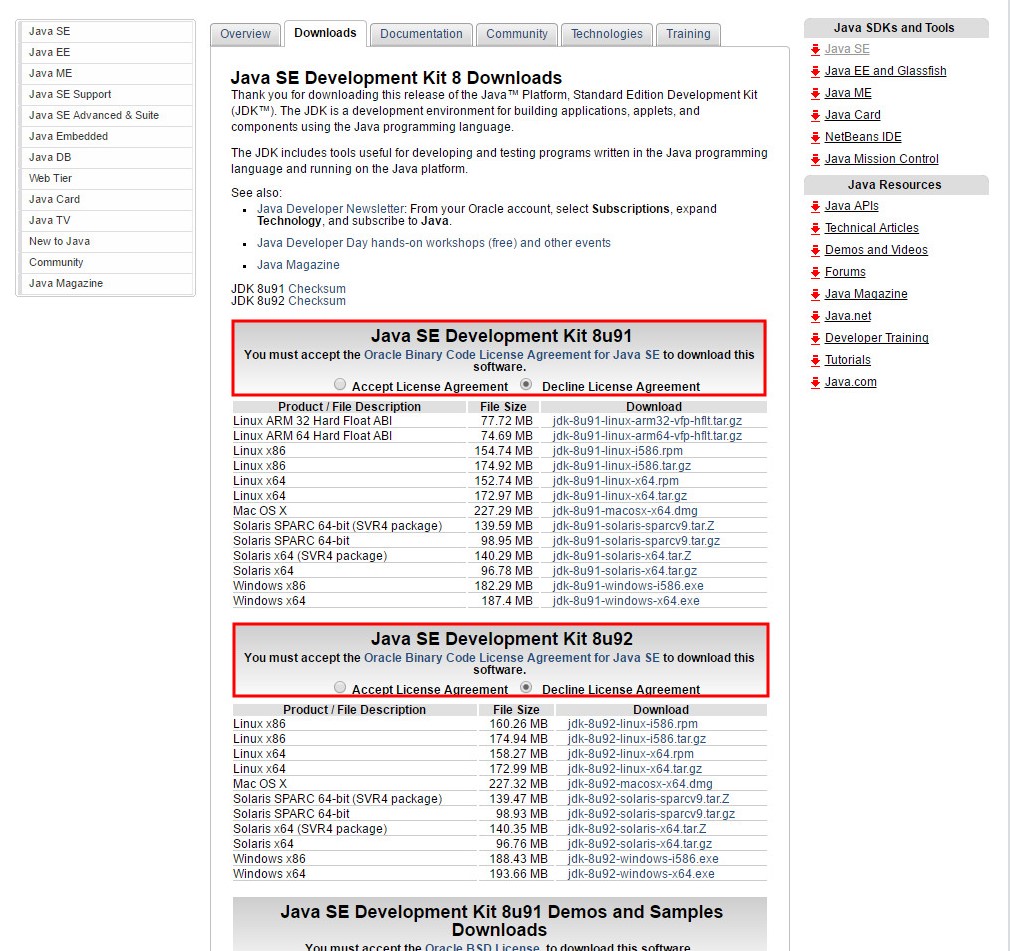 Java SE
Java EE
Java ME
Java SE Support
Java SE Advanced & Suite
Java Embedded
Java DB
Web Tier
Java Card
Java TV
New to Java
Community
Java Magazine
Overview Downloads Documentation Community Technologies Training
Java SE Development Kit 8 Downloads
Thank you for downloading this release of the Java™ Platform, Standard Edition Development Kit
(JDK™). The JDK is a development environment for building applications, applets, and
components using the Java programming language.
The JDK includes tools useful for developing and testing programs written in the Java programming
language and running on the Java platform.
See also:
Java Developer Newsletter: From your Oracle account, select Subscriptions, expand
Technology, and subscribe to Java.
Java Developer Day hands-on workshops (free) and other events
Java Magazine
JDK 8u91 Checksum
JDK 8u92 Checksum
Java SE Development Kit 8u91
You must accept the Oracle Binary Code License Agreement for Java SE to download this
software.
Accept License Agreement Decline License Agreement
Product / File Description File Size Download
Linux ARM 32 Hard Float ABI 77.72 MB jdk-8u91-linux-arm32-vfp-hflt.tar.gz
Linux ARM 64 Hard Float ABI 74.69 MB jdk-8u91-linux-arm64-vfp-hflt.tar.gz
Linux x86 154.74 MB jdk-8u91-linux-i586.rpm
Linux x86 174.92 MB jdk-8u91-linux-i586.tar.gz
Linux x64 152.74 MB jdk-8u91-linux-x64.rpm
Linux x64 172.97 MB jdk-8u91-linux-x64.tar.gz
Mac OS X 227.29 MB jdk-8u91-macosx-x64.dmg
Solaris SPARC 64-bit (SVR4 package) 139.59 MB jdk-8u91-solaris-sparcv9.tar.Z
Solaris SPARC 64-bit 98.95 MB jdk-8u91-solaris-sparcv9.tar.gz
Solaris x64 (SVR4 package) 140.29 MB jdk-8u91-solaris-x64.tar.Z
Solaris x64 96.78 MB jdk-8u91-solaris-x64.tar.gz
Windows x86 182.29 MB jdk-8u91-windows-i586.exe
Windows x64 187.4 MB jdk-8u91-windows-x64.exe
Java SE Development Kit 8u92
You must accept the Oracle Binary Code License Agreement for Java SE to download this
software.
Accept License Agreement Decline License Agreement
Product / File Description File Size Download
Linux x86 160.26 MB jdk-8u92-linux-i586.rpm
Linux x86 174.94 MB jdk-8u92-linux-i586.tar.gz
Linux x64 158.27 MB jdk-8u92-linux-x64.rpm
Linux x64 172.99 MB jdk-8u92-linux-x64.tar.gz
Mac OS X 227.32 MB jdk-8u92-macosx-x64.dmg
Solaris SPARC 64-bit (SVR4 package) 139.47 MB jdk-8u92-solaris-sparcv9.tar.Z
Solaris SPARC 64-bit 98.93 MB jdk-8u92-solaris-sparcv9.tar.gz
Solaris x64 (SVR4 package) 140.35 MB jdk-8u92-solaris-x64.tar.Z
Solaris x64 96.76 MB jdk-8u92-solaris-x64.tar.gz
Windows x86 188.43 MB jdk-8u92-windows-i586.exe
Windows x64 193.66 MB jdk-8u92-windows-x64.exe
Java SE Development Kit 8u91 Demos and Samples
Downloads
You must accept the Oracle BSD License. to download this software.
Java SDKs and Tools
Java SE
Java EE and Glassfish
Java ME
Java Card
NetBeans IDE
Java Mission Control
Java Resources
Java APIs
Technical Articles
Demos and Videos
Forums
Java Magazine
Java.net
Developer Training
Tutorials
Java.com